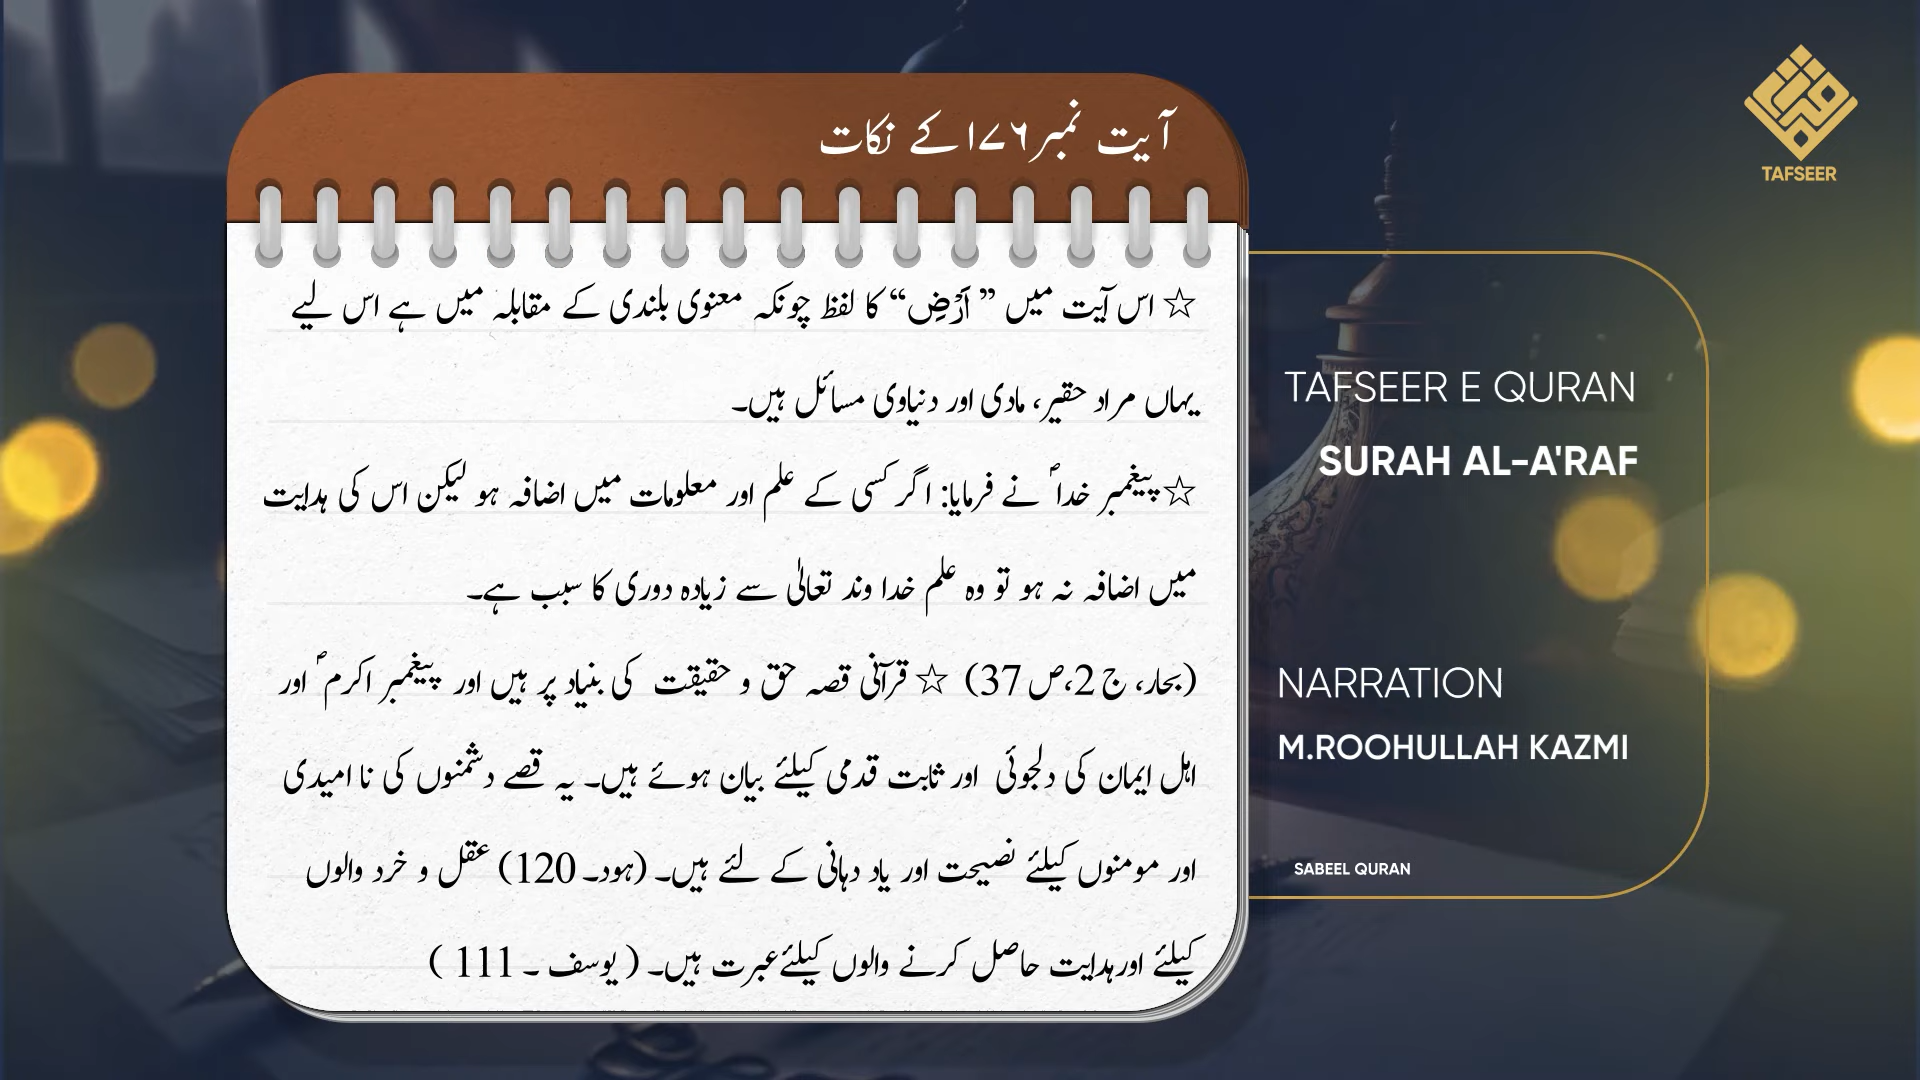 آیت نمبر۱۷۶کے نکات
☆ اس آیت میں ” اَرْضِ“ کا لفظ چونکہ معنوی بلندی کے مقابلہ میں ہے اس لیے
یہاں مراد حقیر، مادی اور دنیاوی مسائل ہیں۔
☆پیغمبر خداؐ نے فرمایا: اگر کسی کے علم اور معلومات میں اضافہ ہو لیکن اس کی ہدایت
میں اضافہ نہ ہو تو وہ علم خدا وند تعالیٰ سے زیادہ دوری کا سبب ہے۔
(بحار، ج 2،ص 37) ☆ قرآنی قصہ حق و حقیقت کی بنیاد پر ہیں اور پیغمبر اکرمؐ اور
اہل ایمان کی دلجوئی اور ثابت قدمی کیلئے بیان ہوئے ہیں۔ یہ قصے دشمنوں کی نا امیدی
اور مومنوں کیلئے نصیحت اور یاد دہانی کے لئے ہیں۔ (ہود۔ 120) عقل و خرد والوں
کیلئے اورہدایت حاصل کرنے والوں کیلئےعبرت ہیں۔ ( یوسف ۔ 111 )
TAFSEER
TAFSEER E QURAN
SURAH AL-A'RAF
NARRATION
M.ROOHULLAH KAZMI
SABEEL QURAN